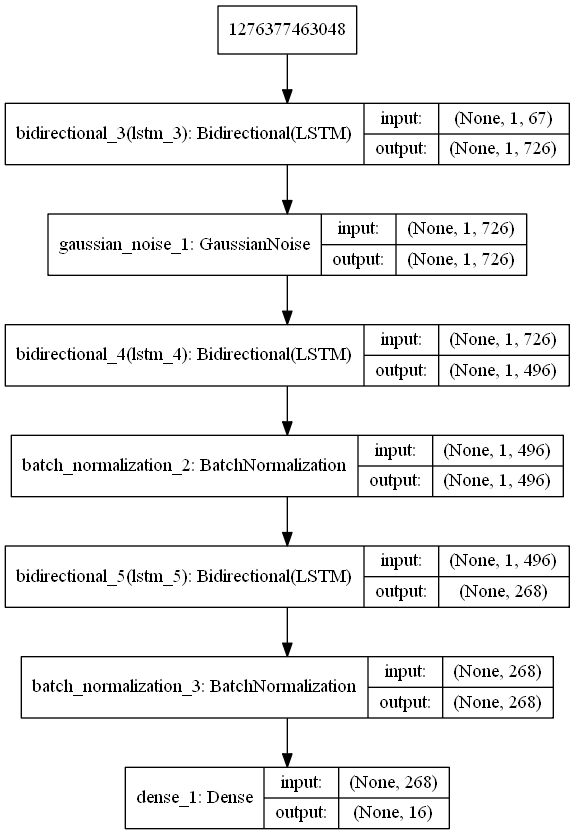 1276377463048
bidirectional_3(lstm_3): Bidirectional(LSTM)
input: (None, 1, 67)
output: (None, 1, 726)
gaussian_noise_1: GaussianNoise
input: (None, 1, 726)
output: (None, 1, 726)
bidirectional_4(lstm_4): Bidirectional(LSTM)
input: (None, 1, 726)
output: (None, 1, 496)
batch_normalization_2: BatchNormalization
input: (None, 1, 496)
output: (None, 1, 496)
bidirectional_5(lstm_5): Bidirectional(LSTM)
input: (None, 1, 496)
output: (None, 268)
batch_normalization_3: BatchNormalization
input: (None, 268)
output: (None, 268)
dense_1: Dense
input: (None, 268)
output: (None, 16)